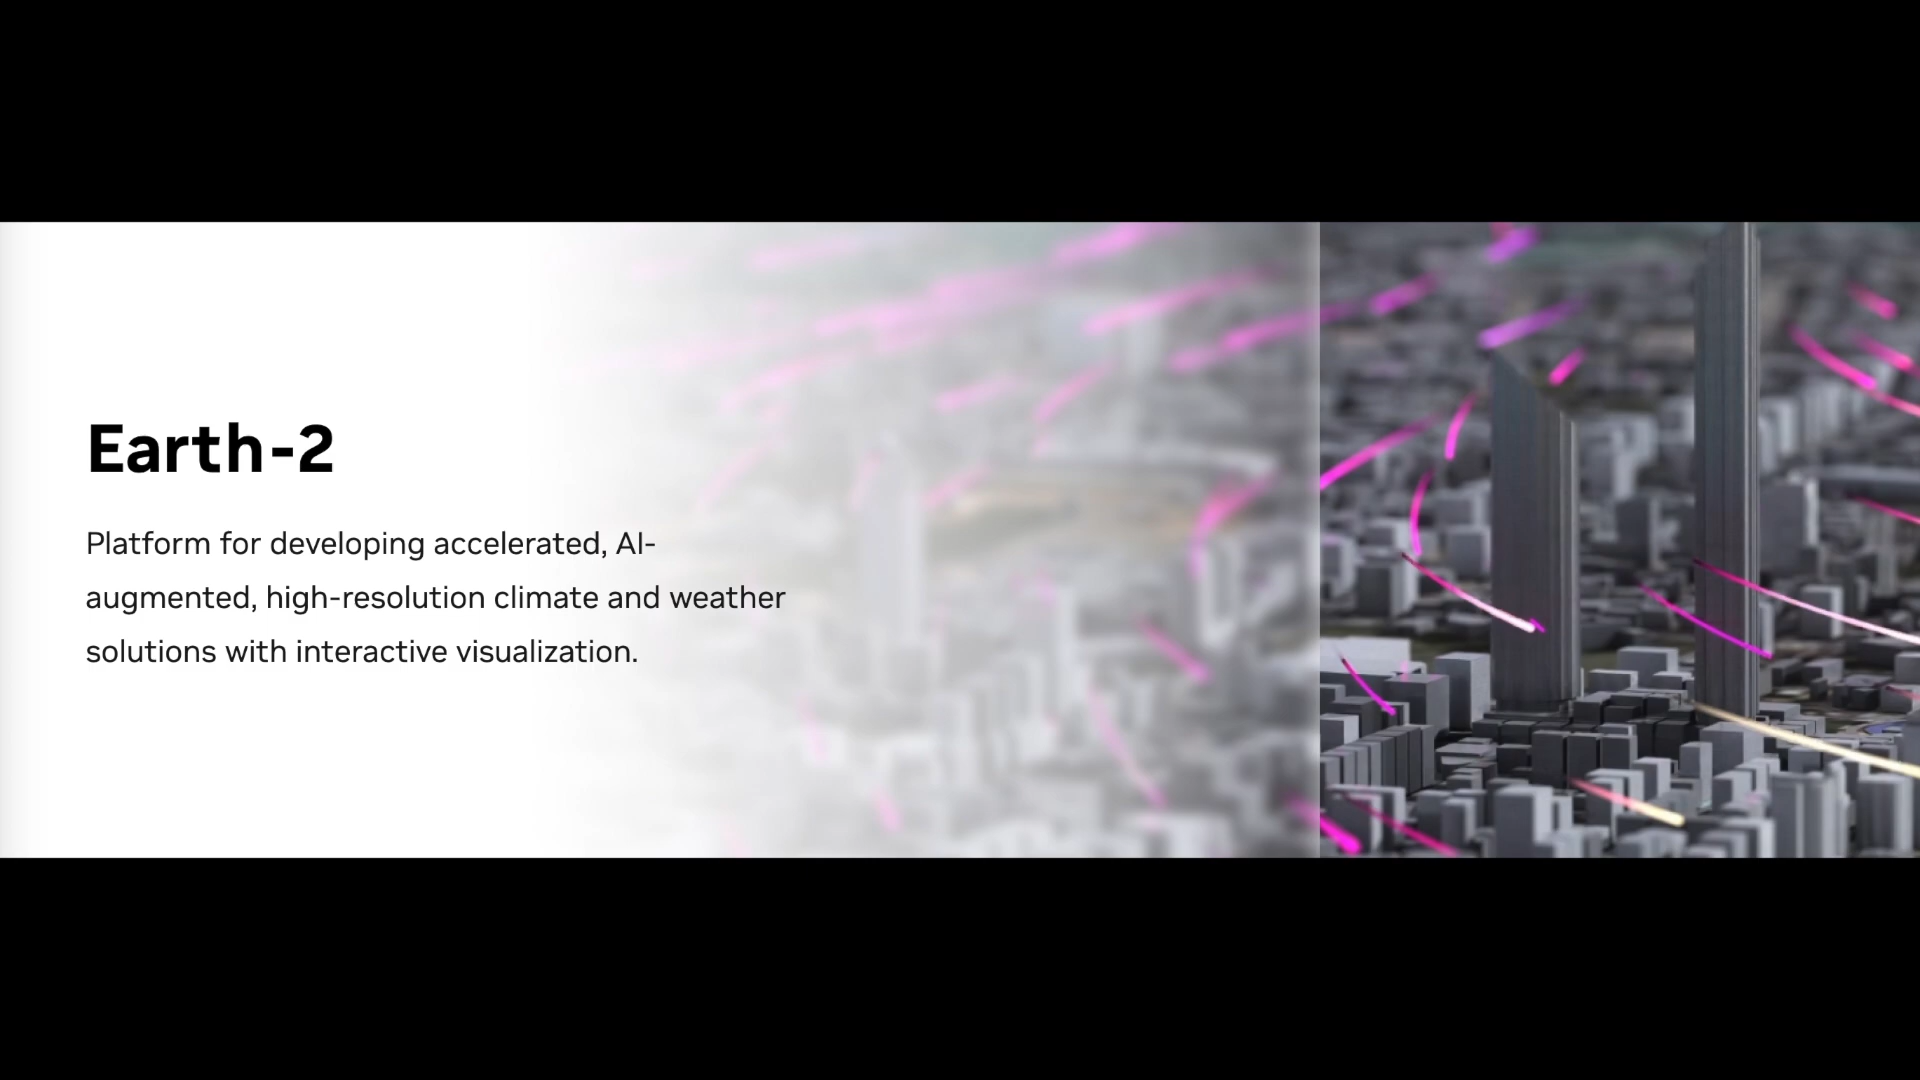 Earth-2
Platform for developing accelerated, AI-
augmented, high-resolution climate and weather
solutions with interactive visualization.